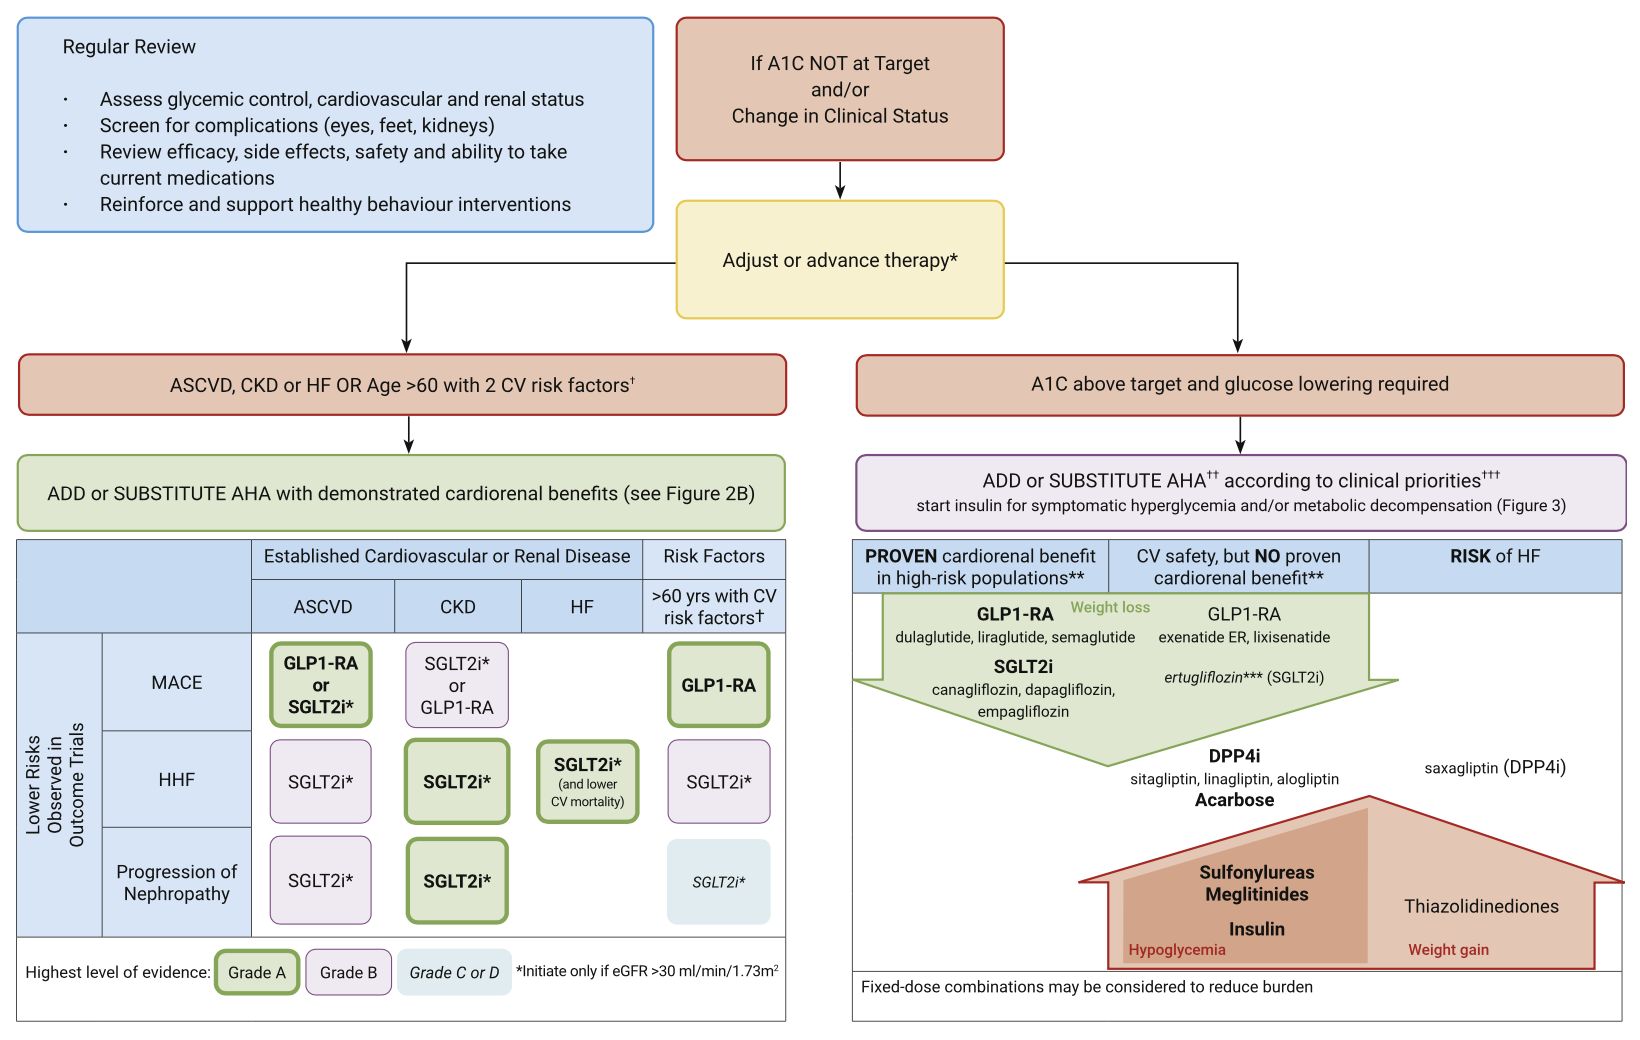 Regular Review
· Assess glycemic control, cardiovascular and renal status
· Screen for complications (eyes, feet, kidneys)
· Review efficacy, side effects, safety and ability to take
current medications
· Reinforce and support healthy behaviour interventions
If A1C NOT at Target
and/or
Change in Clinical Status
Adjust or advance therapy*
ASCVD, CKD or HF OR Age >60 with 2 CV risk factors†
ADD or SUBSTITUTE AHA with demonstrated cardiorenal benefits (see Figure 2B)
Established Cardiovascular or Renal Disease
Risk Factors
ASCVD
CKD
HF
>60 yrs with CV
risk factors†
Lower Risks
Observed in
Outcome Trials
MACE
GLP1-RA
or
SGLT2i*
SGLT2i*
or
GLP1-RA
GLP1-RA
HHF
SGLT2i*
SGLT2i*
SGLT2i*
(and lower
CV mortality)
SGLT2i*
Progression of
Nephropathy
SGLT2i*
SGLT2i*
SGLT2i*
Highest level of evidence:
Grade A
Grade B
Grade C or D
*Initiate only if eGFR >30 ml/min/1.73m²
A1C above target and glucose lowering required
ADD or SUBSTITUTE AHA†† according to clinical priorities†††
start insulin for symptomatic hyperglycemia and/or metabolic decompensation (Figure 3)
PROVEN cardiorenal benefit
in high-risk populations**
CV safety, but NO proven
cardiorenal benefit**
RISK of HF
Weight loss
GLP1-RA
dulaglutide, liraglutide, semaglutide
SGLT2i
canagliflozin, dapagliflozin,
empagliflozin
GLP1-RA
exenatide ER, lixisenatide
ertugliflozin*** (SGLT2i)
DPP4i
sitagliptin, linagliptin, alogliptin
Acarbose
saxagliptin (DPP4i)
Sulfonylureas
Meglitinides
Insulin
Hypoglycemia
Thiazolidinediones
Weight gain
Fixed-dose combinations may be considered to reduce burden